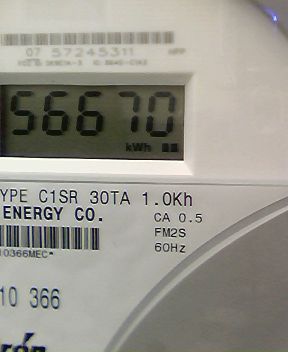 07 57245311
56670
kWh
YPE C1SR 30TA 1.0Kh
ENERGY CO.
CA 0.5
FM2S
60Hz
10366MEC*
10 366
rón